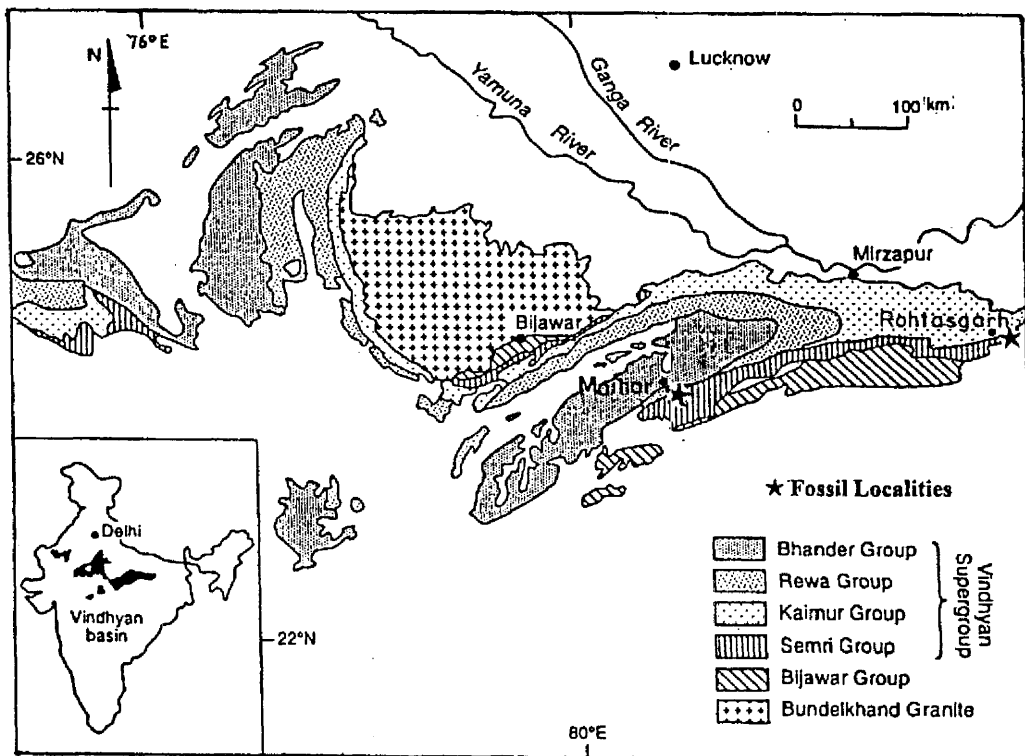 76°E
N
Lucknow
Yamuna River
Ganga River
0 100 km
26°N
Mirzapur
Rohtasgarh
Bijawar
Maihar
★ Fossil Localities
Bhander Group
Rewa Group
Kaimur Group
Semri Group
Vindhyan Supergroup
Bijawar Group
Bundelkhand Granite
Delhi
Vindhyan
basin
22°N
80°E